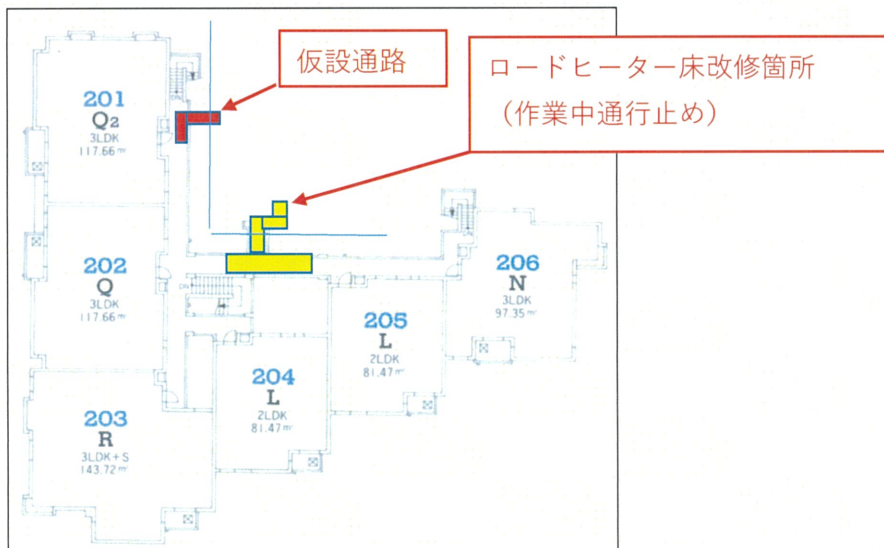 仮設通路
ロードヒーター床改修箇所
（作業中通行止め）
201
Q2
3LDK
117.66㎡
202
Q
3LDK
117.66㎡
203
R
3LDK+S
143.72㎡
204
L
2LDK
81.47㎡
205
L
2LDK
81.47㎡
206
N
3LDK
97.35㎡